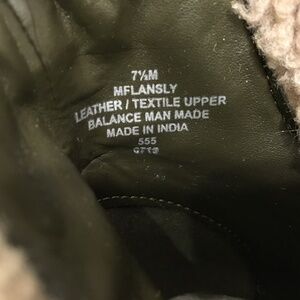 7½M
MFLANSLY
LEATHER / TEXTILE UPPER
BALANCE MAN MADE
MADE IN INDIA
555